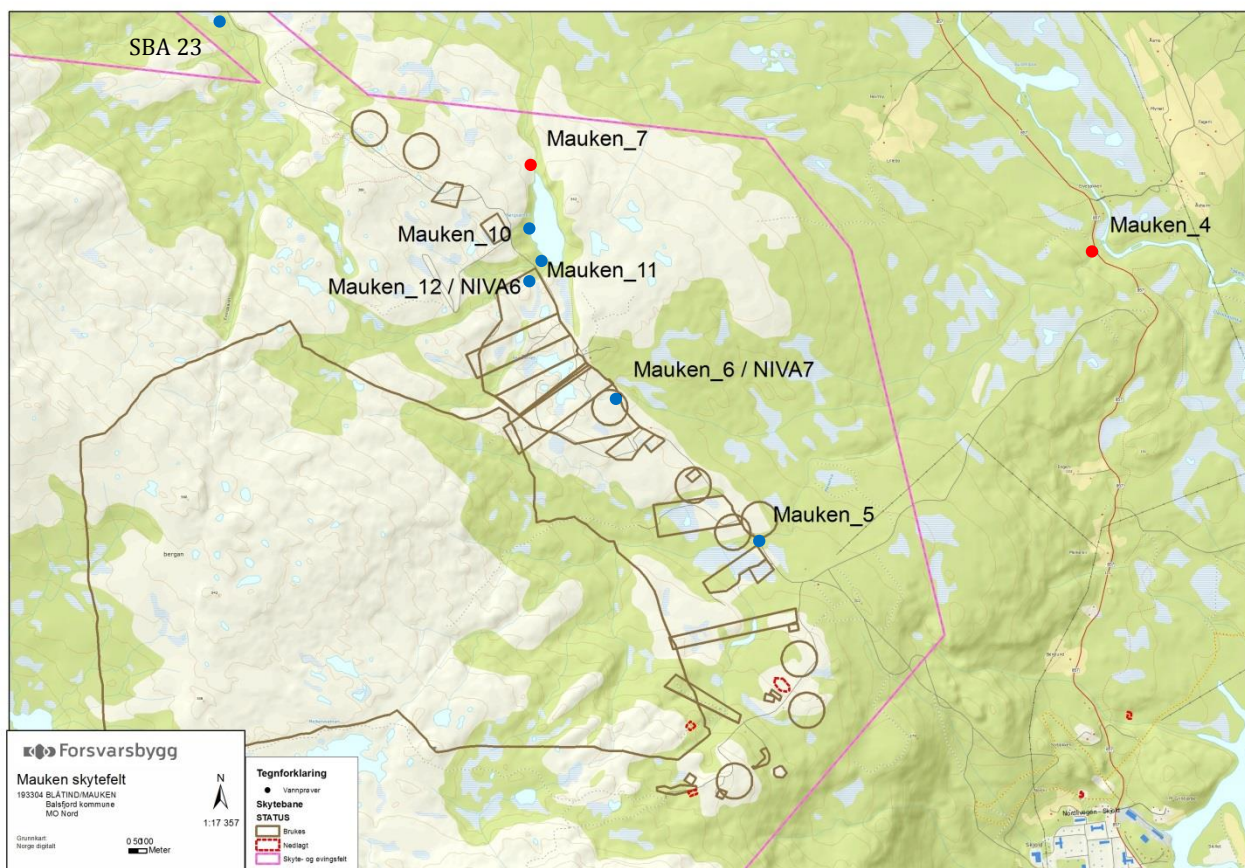 SBA 23
Mauken_7
Mauken_10
Mauken_4
Mauken_11
Mauken_12 / NIVA6
Mauken_6 / NIVA7
Mauken_5
bergan
Forsvarsbygg
Mauken skytefelt
193304 BLÅTIND/MAUKEN
Balsfjord kommune
MO Nord
N
1:17 357
Grunnkart:
Norge digitalt
0 50100
Meter
Tegnforklaring
Vannprøver
Skytebane
STATUS
Brukes
Nedlagt
Skyte- og øvingsfelt